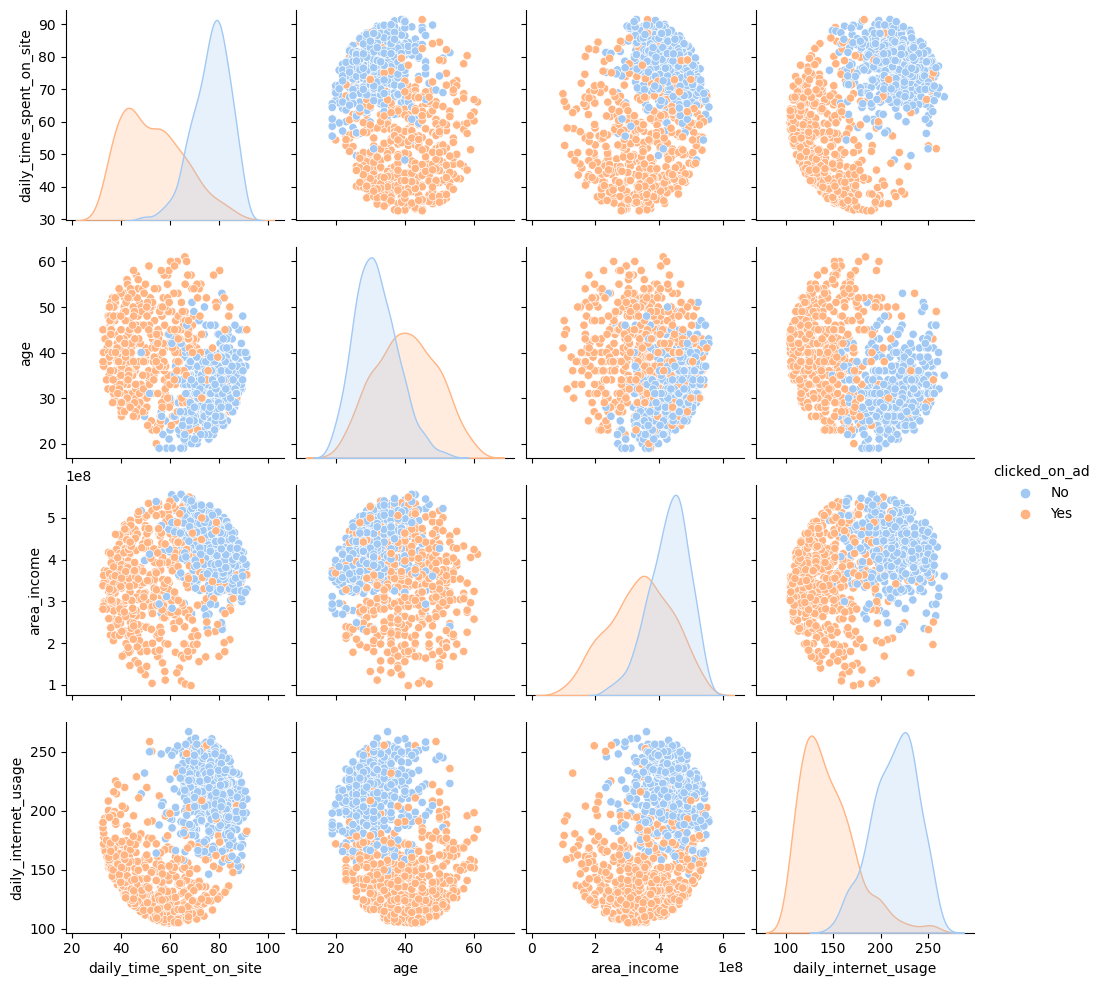 daily_time_spent_on_site
90
80
70
60
50
40
30
age
60
50
40
30
20
1e8
area_income
5
4
3
2
1
daily_internet_usage
250
200
150
100
20 40 60 80 100
daily_time_spent_on_site
20 40 60
age
0 2 4 6
1e8
area_income
100 150 200 250
daily_internet_usage
clicked_on_ad
No
Yes